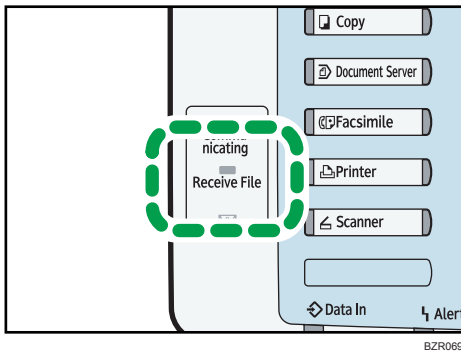 Copy
Document Server
Facsimile
nicating
Receive File
Printer
Scanner
Data In
Alert
BZR069